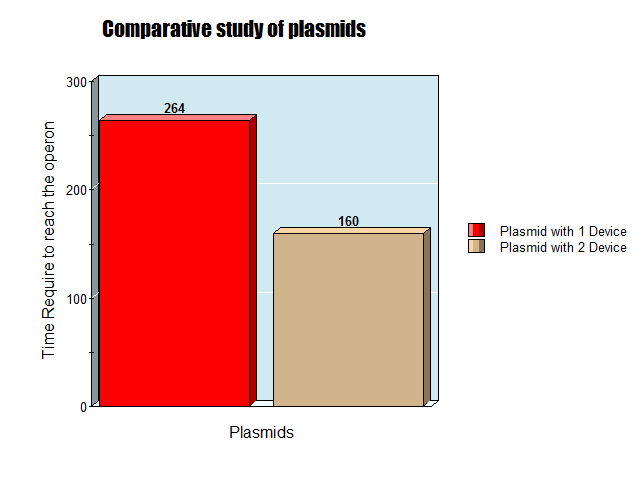 Comparative study of plasmids
300
264
200
160
100
0
Time Require to reach the operon
Plasmids
Plasmid with 1 Device
Plasmid with 2 Device